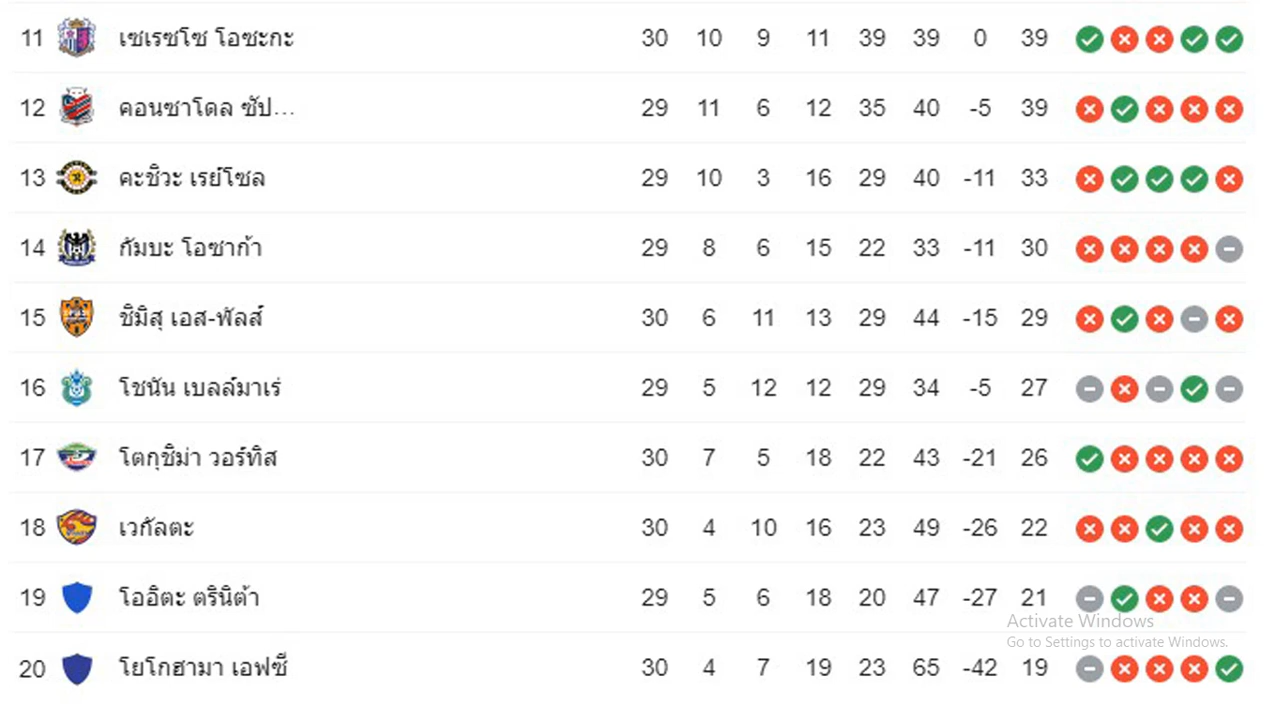 11 เซเรซโซ โอซะกะ 30 10 9 11 39 39 0 39
12 คอนซาโดล ซัป... 29 11 6 12 35 40 -5 39
13 คะชิวะ เรย์โซล 29 10 3 16 29 40 -11 33
14 กัมบะ โอซาก้า 29 8 6 15 22 33 -11 30
15 ชิมิสุ เอส-พัลส์ 30 6 11 13 29 44 -15 29
16 โชนัน เบลล์มาเร่ 29 5 12 12 29 34 -5 27
17 โตกุชิม่า วอร์ทิส 30 7 5 18 22 43 -21 26
18 เวกัลตะ 30 4 10 16 23 49 -26 22
19 โออิตะ ตรินิต้า 29 5 6 18 20 47 -27 21
Activate Windows
Go to Settings to activate Windows.
20 โยโกฮามา เอฟซี 30 4 7 19 23 65 -42 19